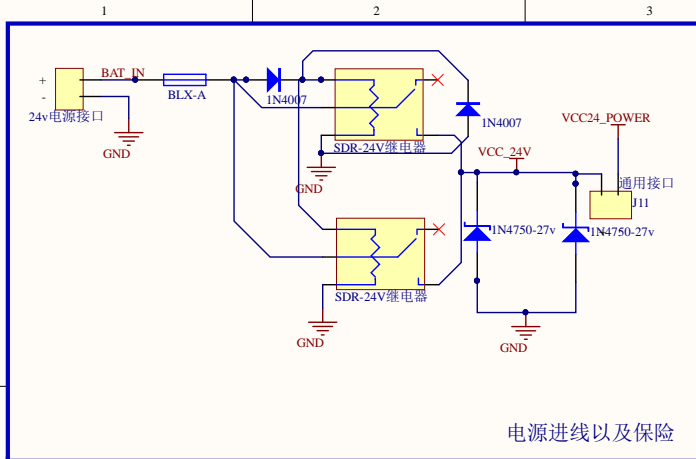 1
2
3
+
BAT_IN
-
BLX-A
1N4007
24v电源接口
GND
1N4007
SDR-24V继电器
GND
VCC_24V
VCC24_POWER
通用接口
J11
1N4750-27v
1N4750-27v
SDR-24V继电器
GND
GND
电源进线以及保险